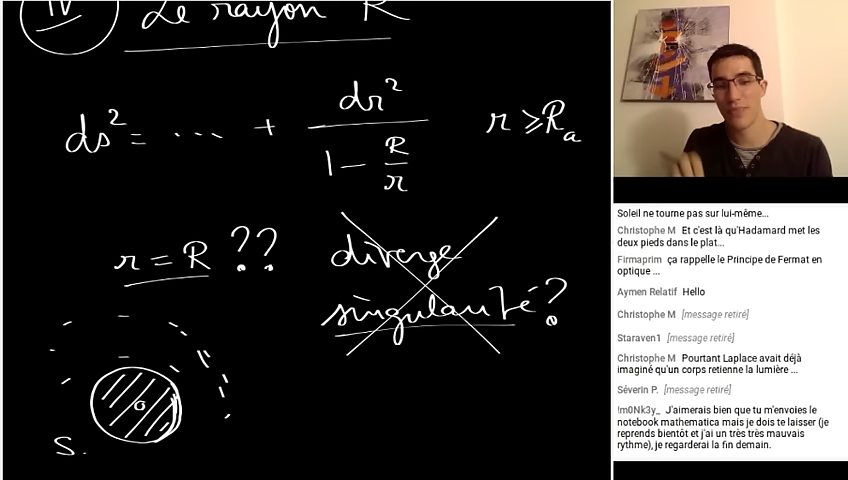 IV Le rayon R
ds² = ... + dr² / (1 - R/r) r ⩾ Ra
r = R ??
diverge
singularité ?
S.
Soleil ne tourne pas sur lui-même...
Christophe M Et c'est là qu'Hadamard met les
deux pieds dans le plat...
Firmaprim ça rappelle le Principe de Fermat en
optique ...
Aymen Relatif Hello
Christophe M [message retiré]
Staraven1 [message retiré]
Christophe M Pourtant Laplace avait déjà
imaginé qu'un corps retienne la lumière ...
Séverin P. [message retiré]
!m0Nk3y_ J'aimerais bien que tu m'envoies le
notebook mathematica mais je dois te laisser (je
reprends bientôt et j'ai un très très mauvais
rythme), je regarderai la fin demain.